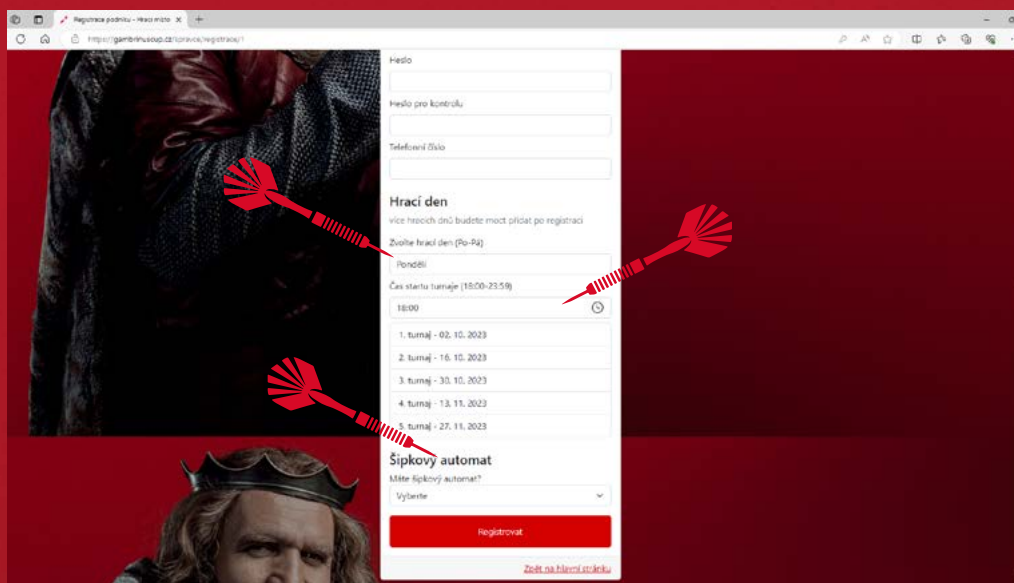 Registrace podniku - Hrací místo
https://gambrinuscup.cz/spravce/registrace/1
Heslo
Heslo pro kontrolu
Telefonní číslo
Hrací den
více hracích dnů budete moct přidat po registraci
Zvolte hrací den (Po-Pá)
Pondělí
Čas startu turnaje (18:00-23:59)
18:00
1. turnaj - 02. 10. 2023
2. turnaj - 16. 10. 2023
3. turnaj - 30. 10. 2023
4. turnaj - 13. 11. 2023
5. turnaj - 27. 11. 2023
Šipkový automat
Máte šipkový automat?
Vyberte
Registrovat
Zpět na hlavní stránku